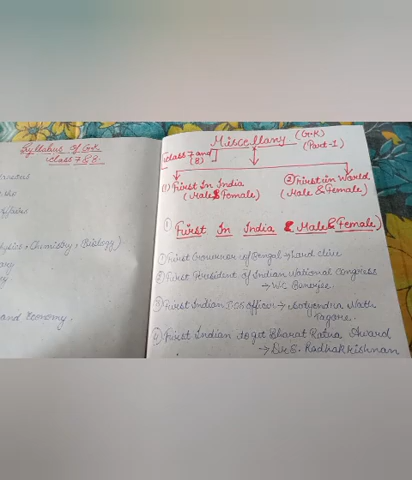 Syllabus Of G.K.
class 7 & 8.
the
Physics + Chemistry + Biology)
and Economy.
Miscellany (G.K)
(Part-1)
[class 7 and 8]
(1) First In India
(Male & Female)
(2) First in World
(Male & Female)
(1) First In India (Male & Female)
(1) First Governor of Bengal → Lord clive
(2) First President of Indian National Congress
→ W.C Banerjee.
(3) First Indian I.C.S Officer → Satyendra Nath
Tagore.
(4) First Indian to get Bharat Ratna Award
→ Dr. S. Radhakrishnan